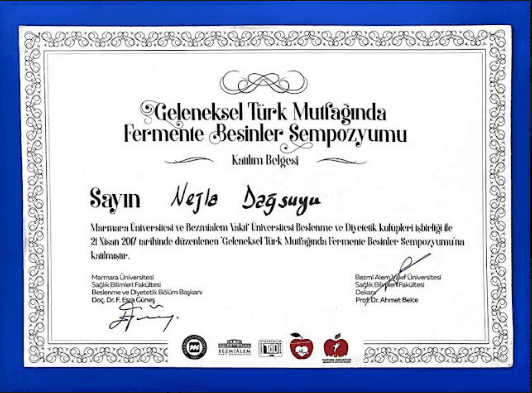 Geleneksel Türk Mutfağında
Fermente Besinler Sempozyumu
Katılım Belgesi
Sayın Nejla Dağsuyu
Marmara Üniversitesi ve Bezmialem Vakıf Üniversitesi Beslenme ve Diyetetik kulüpleri işbirliği ile
21 Nisan 2017 tarihinde düzenlenen "Geleneksel Türk Mutfağında Fermente Besinler Sempozyumu"na
katılmıştır.
Marmara Üniversitesi
Sağlık Bilimleri Fakültesi
Beslenme ve Diyetetik Bölüm Başkanı
Doç. Dr. F. Esra Güneş
Bezmi Alem Vakıf Üniversitesi
Sağlık Bilimleri Fakültesi
Dekanı
Prof. Dr. Ahmet Belce
BEZMİALEM